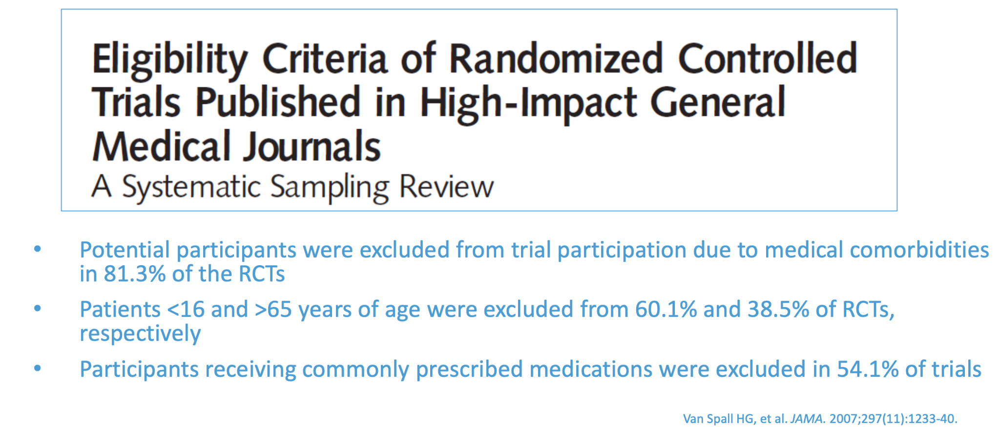 Eligibility Criteria of Randomized Controlled
Trials Published in High-Impact General
Medical Journals
A Systematic Sampling Review
• Potential participants were excluded from trial participation due to medical comorbidities
in 81.3% of the RCTs
• Patients <16 and >65 years of age were excluded from 60.1% and 38.5% of RCTs,
respectively
• Participants receiving commonly prescribed medications were excluded in 54.1% of trials
Van Spall HG, et al. JAMA. 2007;297(11):1233-40.